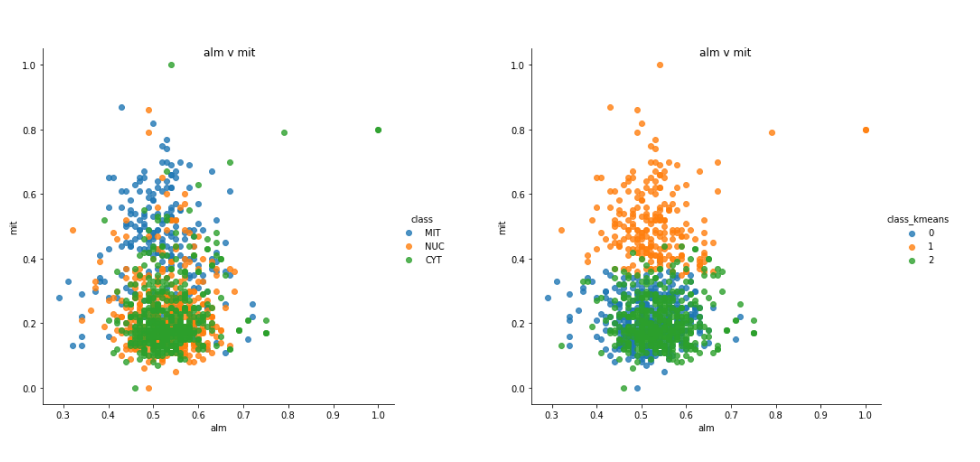 alm v mit
1.0
0.8
0.6
0.4
0.2
0.0
mit
0.3 0.4 0.5 0.6 0.7 0.8 0.9 1.0
alm
class
MIT
NUC
CYT
alm v mit
1.0
0.8
0.6
0.4
0.2
0.0
mit
0.3 0.4 0.5 0.6 0.7 0.8 0.9 1.0
alm
class_kmeans
0
1
2